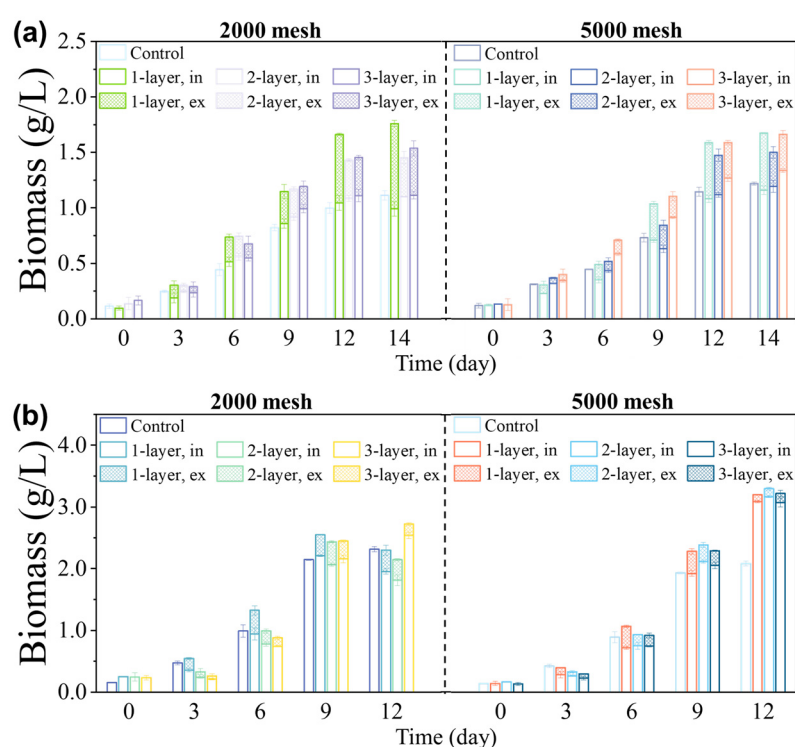 (a)
2000 mesh
5000 mesh
Biomass (g/L)
2.5
2.0
1.5
1.0
0.5
0.0
Control
1-layer, in 2-layer, in 3-layer, in
1-layer, ex 2-layer, ex 3-layer, ex
Control
1-layer, in 2-layer, in 3-layer, in
1-layer, ex 2-layer, ex 3-layer, ex
0 3 6 9 12 14 0 3 6 9 12 14
Time (day)
(b)
2000 mesh
5000 mesh
Biomass (g/L)
4.0
3.0
2.0
1.0
0.0
Control
1-layer, in 2-layer, in 3-layer, in
1-layer, ex 2-layer, ex 3-layer, ex
Control
1-layer, in 2-layer, in 3-layer, in
1-layer, ex 2-layer, ex 3-layer, ex
0 3 6 9 12 0 3 6 9 12
Time (day)